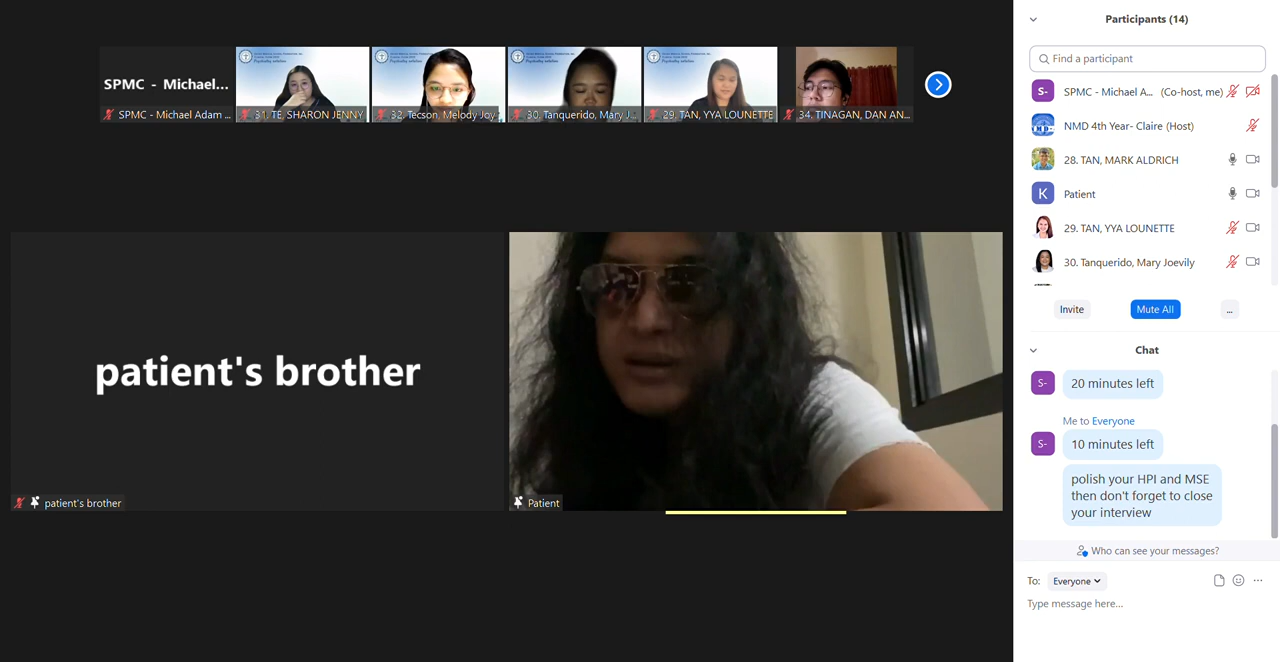 SPMC - Michael...
SPMC - Michael Adam ...
31. TE, SHARON JENNY
32. Tecson, Melody Joy
30. Tanquerido, Mary J...
29. TAN, YYA LOUNETTE
34. TINAGAN, DAN AN...
patient's brother
patient's brother
Patient
Participants (14)
Find a participant
S-
SPMC - Michael A... (Co-host, me)
NMD 4th Year- Claire (Host)
28. TAN, MARK ALDRICH
K
Patient
29. TAN, YYA LOUNETTE
30. Tanquerido, Mary Joevily
Invite
Mute All
...
Chat
S-
20 minutes left
Me to Everyone
S-
10 minutes left
polish your HPI and MSE
then don't forget to close
your interview
Who can see your messages?
To: Everyone
Type message here...